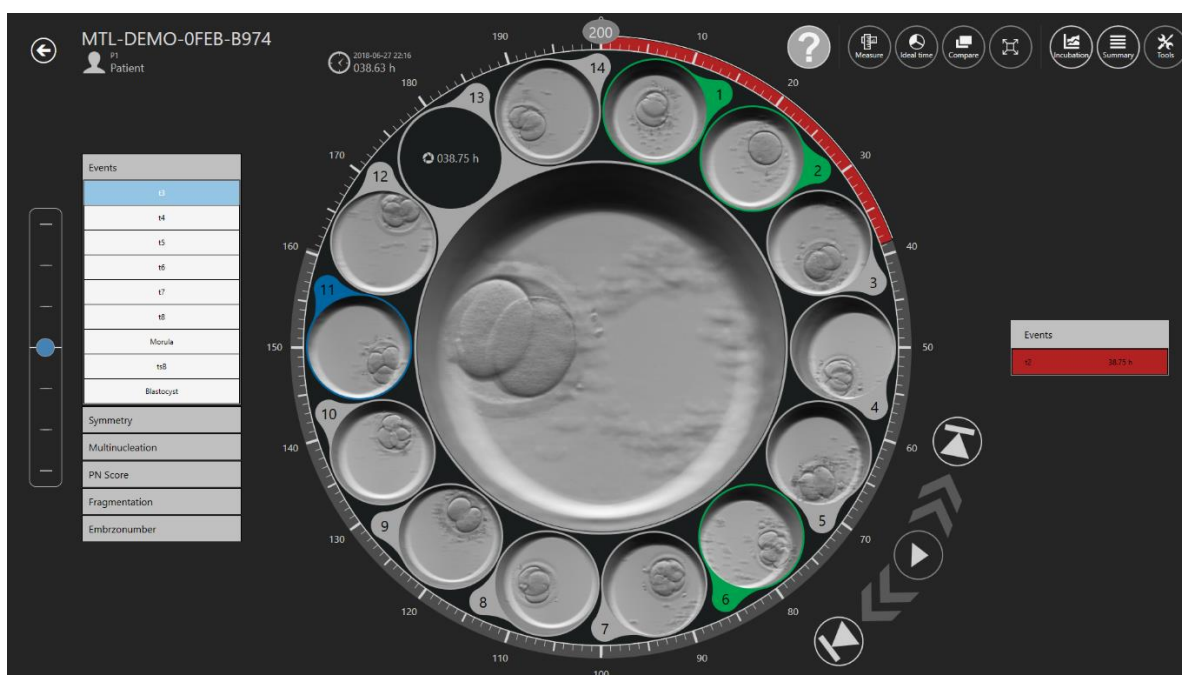 MTL-DEMO-0FEB-B974
P1
Patient
2018-06-27 22:16
038.63 h
Measure
Ideal time
Compare
Incubation
Summary
Tools
?
200
10
20
30
40
50
60
70
80
90
100
110
120
130
140
150
160
170
180
190
1
2
3
4
5
6
7
8
9
10
11
12
13
14
038.75 h
Events
t3
t4
t5
t6
t7
t8
Morula
tsB
Blastocyst
Symmetry
Multinucleation
PN Score
Fragmentation
Embrzonumber
Events
t2 38.75 h